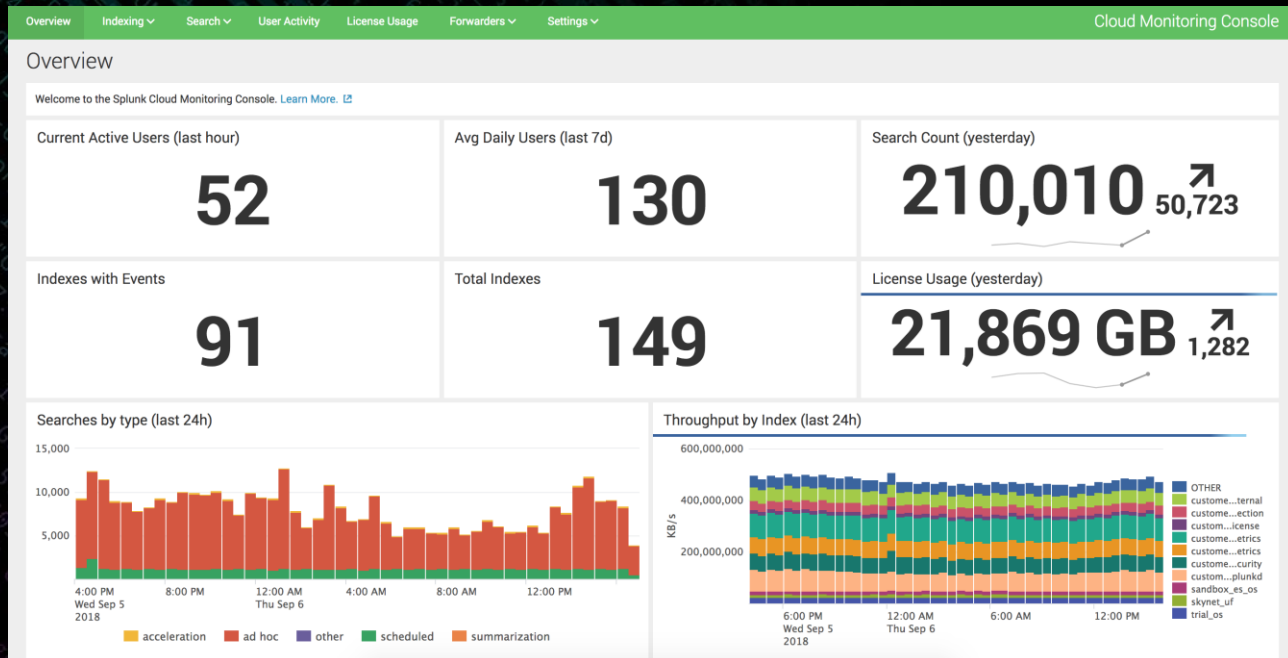 Overview Indexing Search User Activity License Usage Forwarders Settings Cloud Monitoring Console
Overview
Welcome to the Splunk Cloud Monitoring Console. Learn More.
Current Active Users (last hour)
52
Avg Daily Users (last 7d)
130
Search Count (yesterday)
210,010 50,723
Indexes with Events
91
Total Indexes
149
License Usage (yesterday)
21,869 GB 1,282
Searches by type (last 24h)
15,000
10,000
5,000
4:00 PM 8:00 PM 12:00 AM 4:00 AM 8:00 AM 12:00 PM
Wed Sep 5 Thu Sep 6
2018
acceleration ad hoc other scheduled summarization
Throughput by Index (last 24h)
600,000,000
400,000,000
200,000,000
KB/s
6:00 PM 12:00 AM 6:00 AM 12:00 PM
Wed Sep 5 Thu Sep 6
2018
OTHER
custome...ternal
custome...ection
custom...icense
custome...etrics
custome...etrics
custome...curity
custom...plunkd
sandbox_es_os
skynet_uf
trial_os